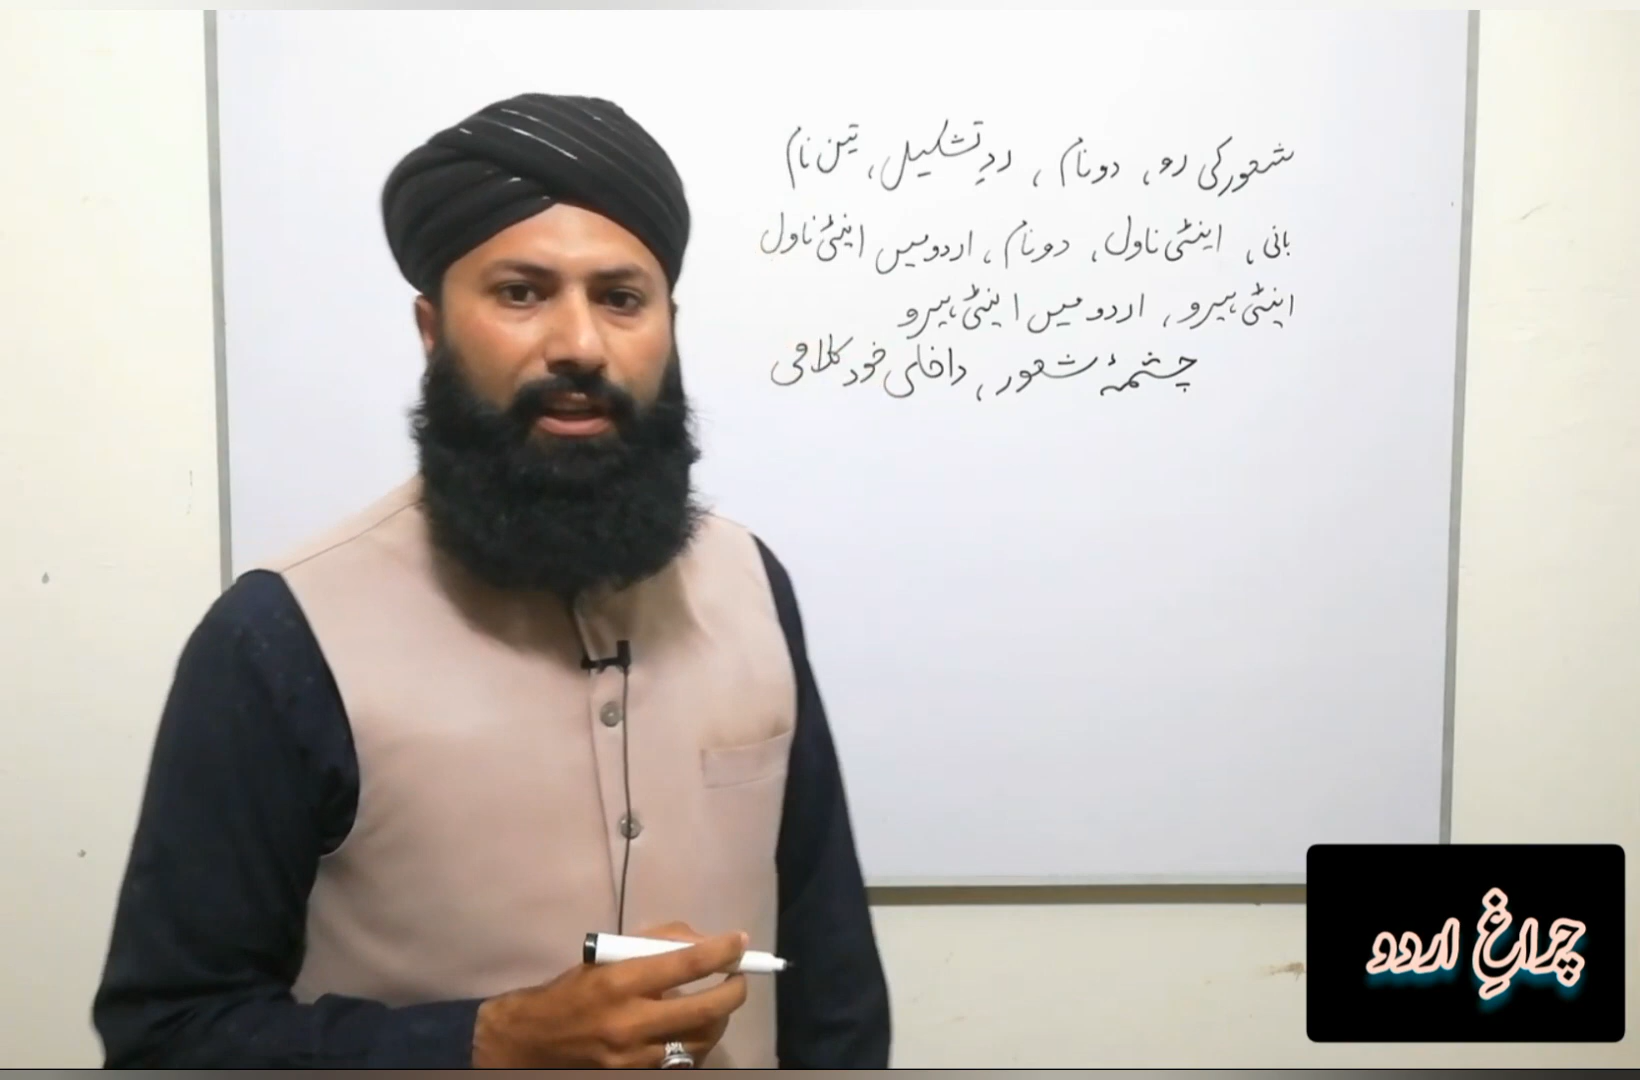 شعور کی رو، دو نام، ردِ تشکیل، تین نام
بانی، اینٹی ناول، دو نام، اردو میں اینٹی ناول
اینٹی ہیرو، اردو میں اینٹی ہیرو
چشمۂ شعور، داخلی خود کلامی
چراغِ اردو